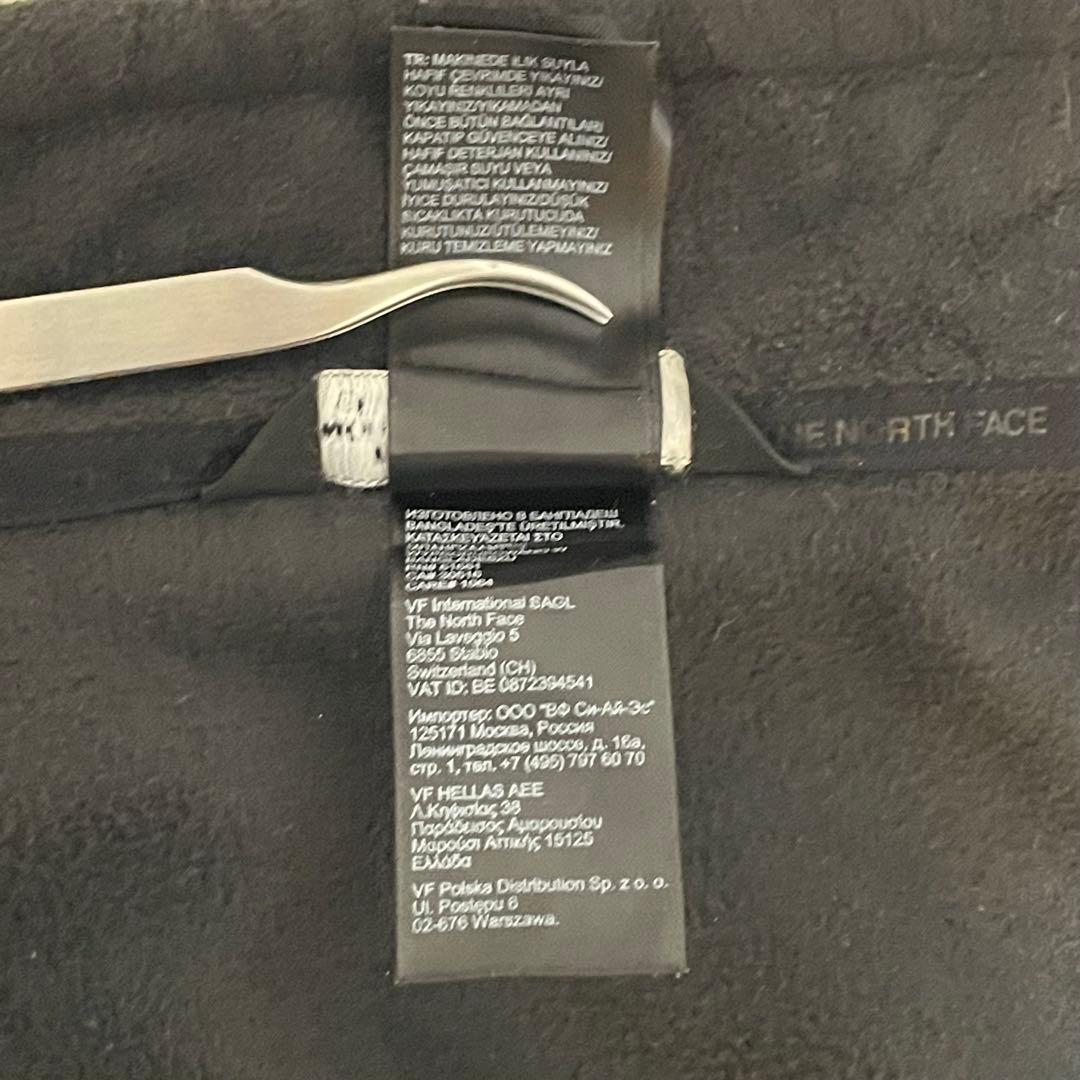 TR: MAKINEDE ILIK SUYLA
HAFIF ÇEVRIMDE YIKAYINIZ/
KOYU RENKLILERI AYRI
YIKAYINIZ/YIKAMADAN
ÖNCE BÜTÜN BAĞLANTILARI
KAPATIP GÜVENCEYE ALINIZ/
HAFIF DETERJAN KULLANINIZ/
ÇAMAŞIR SUYU VEYA
YUMUŞATICI KULLANMAYINIZ/
İYİCE DURULAYINIZ/DÜŞÜK
SICAKLIKTA KURUTUCUDA
KURUTUNUZ/ÜTÜLEMEYINIZ/
KURU TEMIZLEME YAPMAYINIZ
NORTH FACE
ИЗГОТОВЛЕНО В БАНГЛАДЕШ
BANGLADEŞ'TE ÜRETILMIŞTIR.
ΚΑΤΑΣΚΕΥΑΖΕΤΑΙ ΣΤΟ
VF International SAGL
The North Face
Via Laveggio 5
6855 Stabio
Switzerland (CH)
VAT ID: BE 0872394541
Импортер: ООО "ВФ Си-Ай-Эс"
125171 Москва, Россия
Ленинградское шоссе, д. 16а,
стр. 1, тел. +7 (495) 797 60 70
VF HELLAS AEE
Λ.Κηφισίας 38
Παράδεισος Αμαρουσίου
Μαρούσι Αττικής 15125
Ελλάδα
VF Polska Distribution Sp. z o. o.
Ul. Postępu 6
02-676 Warszawa.